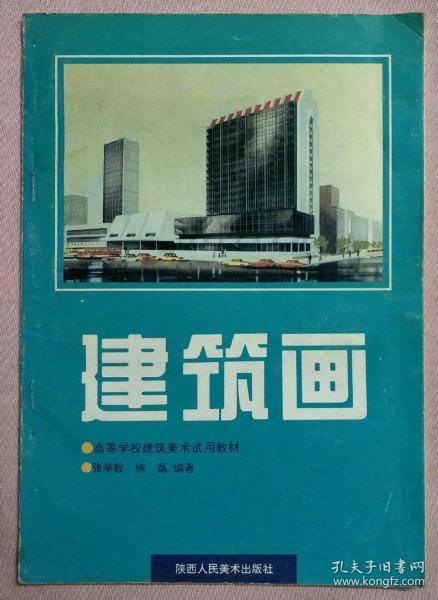 建筑画
●高等学校建筑美术试用教材
●张举毅 徐磊 编著
陕西人民美术出版社
孔夫子旧书网
kongfz.com